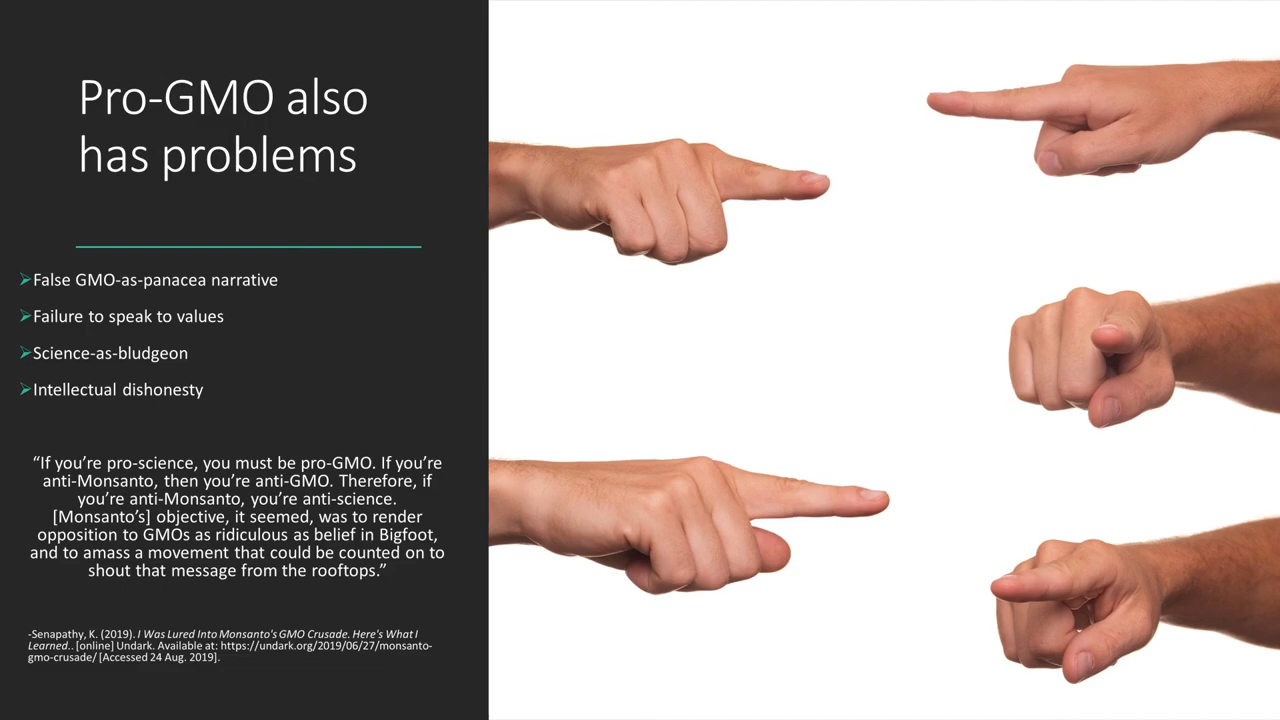 Pro-GMO also
has problems
➢False GMO-as-panacea narrative
➢Failure to speak to values
➢Science-as-bludgeon
➢Intellectual dishonesty
“If you’re pro-science, you must be pro-GMO. If you’re
anti-Monsanto, then you’re anti-GMO. Therefore, if
you’re anti-Monsanto, you’re anti-science.
[Monsanto’s] objective, it seemed, was to render
opposition to GMOs as ridiculous as belief in Bigfoot,
and to amass a movement that could be counted on to
shout that message from the rooftops.”
-Senapathy, K. (2019). I Was Lured Into Monsanto's GMO Crusade. Here's What I
Learned.. [online] Undark. Available at: https://undark.org/2019/06/27/monsanto-
gmo-crusade/ [Accessed 24 Aug. 2019].